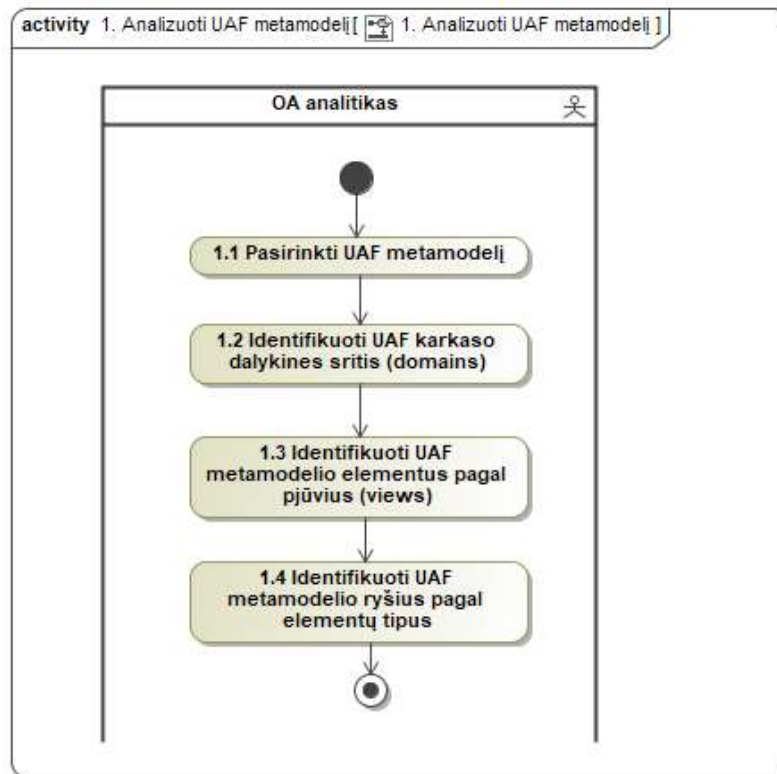 activity 1. Analizuoti UAF metamodelį[ 1. Analizuoti UAF metamodelį ]
OA analitikas
1.1 Pasirinkti UAF metamodelį
1.2 Identifikuoti UAF karkaso
dalykines sritis (domains)
1.3 Identifikuoti UAF
metamodelio elementus pagal
pjūvius (views)
1.4 Identifikuoti UAF
metamodelio ryšius pagal
elementų tipus